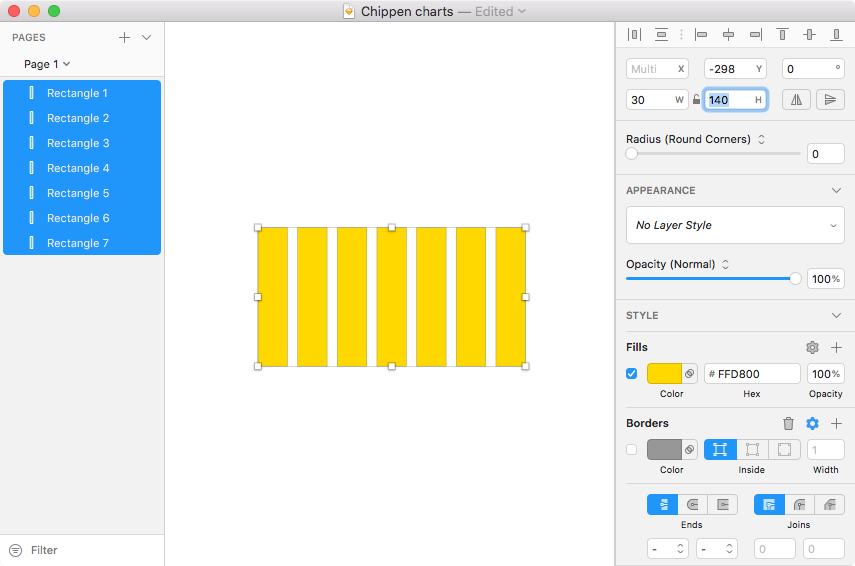 Chippen charts — Edited
PAGES
Page 1
Rectangle 1
Rectangle 2
Rectangle 3
Rectangle 4
Rectangle 5
Rectangle 6
Rectangle 7
Filter
Multi X -298 Y 0 °
30 W 140 H
Radius (Round Corners)
0
APPEARANCE
No Layer Style
Opacity (Normal)
100%
STYLE
Fills
# FFD800 100%
Color Hex Opacity
Borders
1
Color Inside Width
Ends Joins
- - 0 0